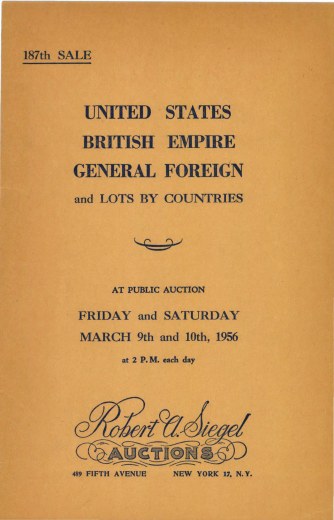 187th SALE
UNITED STATES
BRITISH EMPIRE
GENERAL FOREIGN
and LOTS BY COUNTRIES
AT PUBLIC AUCTION
FRIDAY and SATURDAY
MARCH 9th and 10th, 1956
at 2 P.M. each day
Robert A. Siegel
AUCTIONS
489 FIFTH AVENUE NEW YORK 17, N.Y.